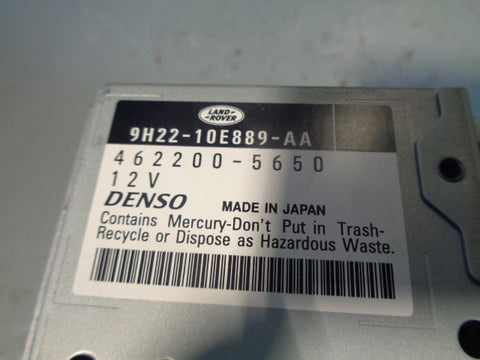 LAND-
-ROVER
9H22-10E889-AA
462200-5650
12V
DENSO MADE IN JAPAN
Contains Mercury-Don't Put in Trash-
Recycle or Dispose as Hazardous Waste.